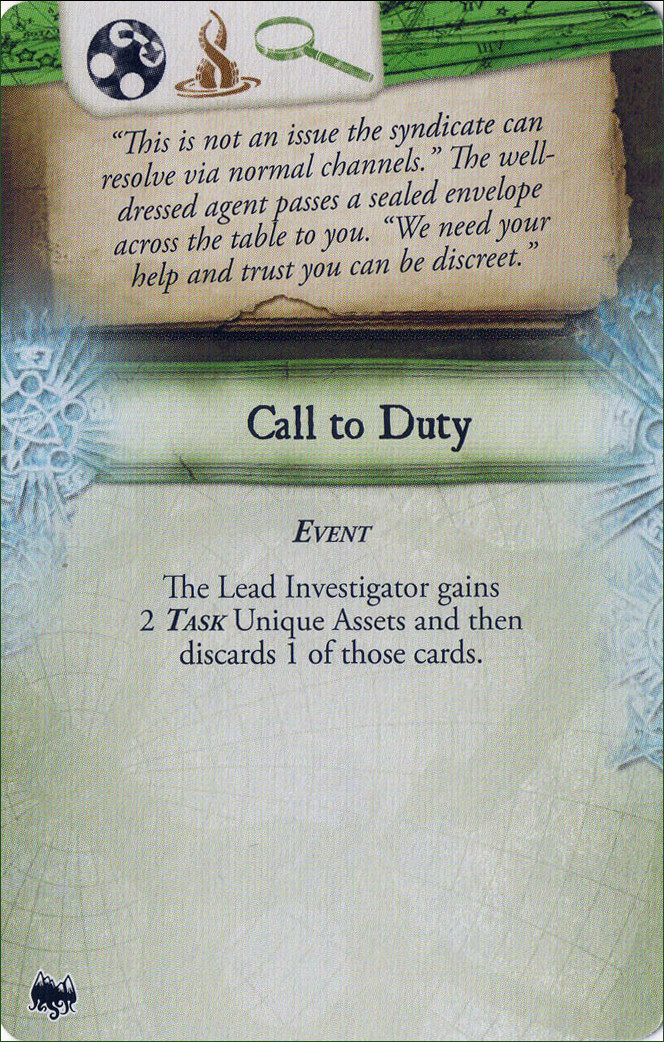 “This is not an issue the syndicate can
resolve via normal channels.” The well-
dressed agent passes a sealed envelope
across the table to you. “We need your
help and trust you can be discreet.”
Call to Duty
EVENT
The Lead Investigator gains
2 TASK Unique Assets and then
discards 1 of those cards.